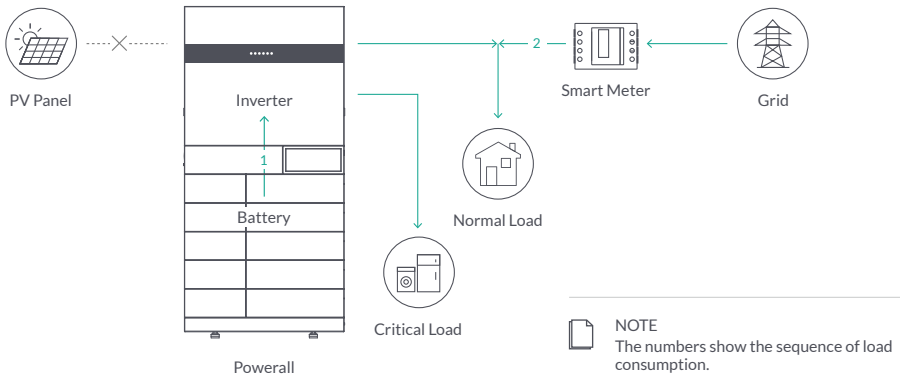 PV Panel
Inverter
1
Battery
Powerall
2
Smart Meter
Grid
Normal Load
Critical Load
NOTE
The numbers show the sequence of load
consumption.